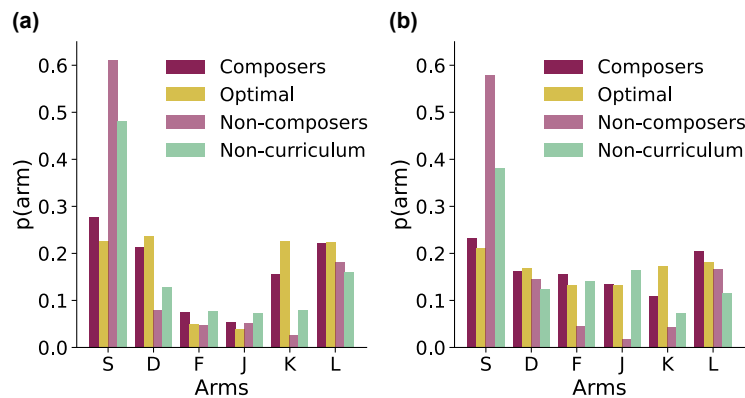 (a)
p(arm)
0.6
0.5
0.4
0.3
0.2
0.1
0.0
Composers
Optimal
Non-composers
Non-curriculum
S D F J K L
Arms
(b)
p(arm)
0.6
0.5
0.4
0.3
0.2
0.1
0.0
Composers
Optimal
Non-composers
Non-curriculum
S D F J K L
Arms